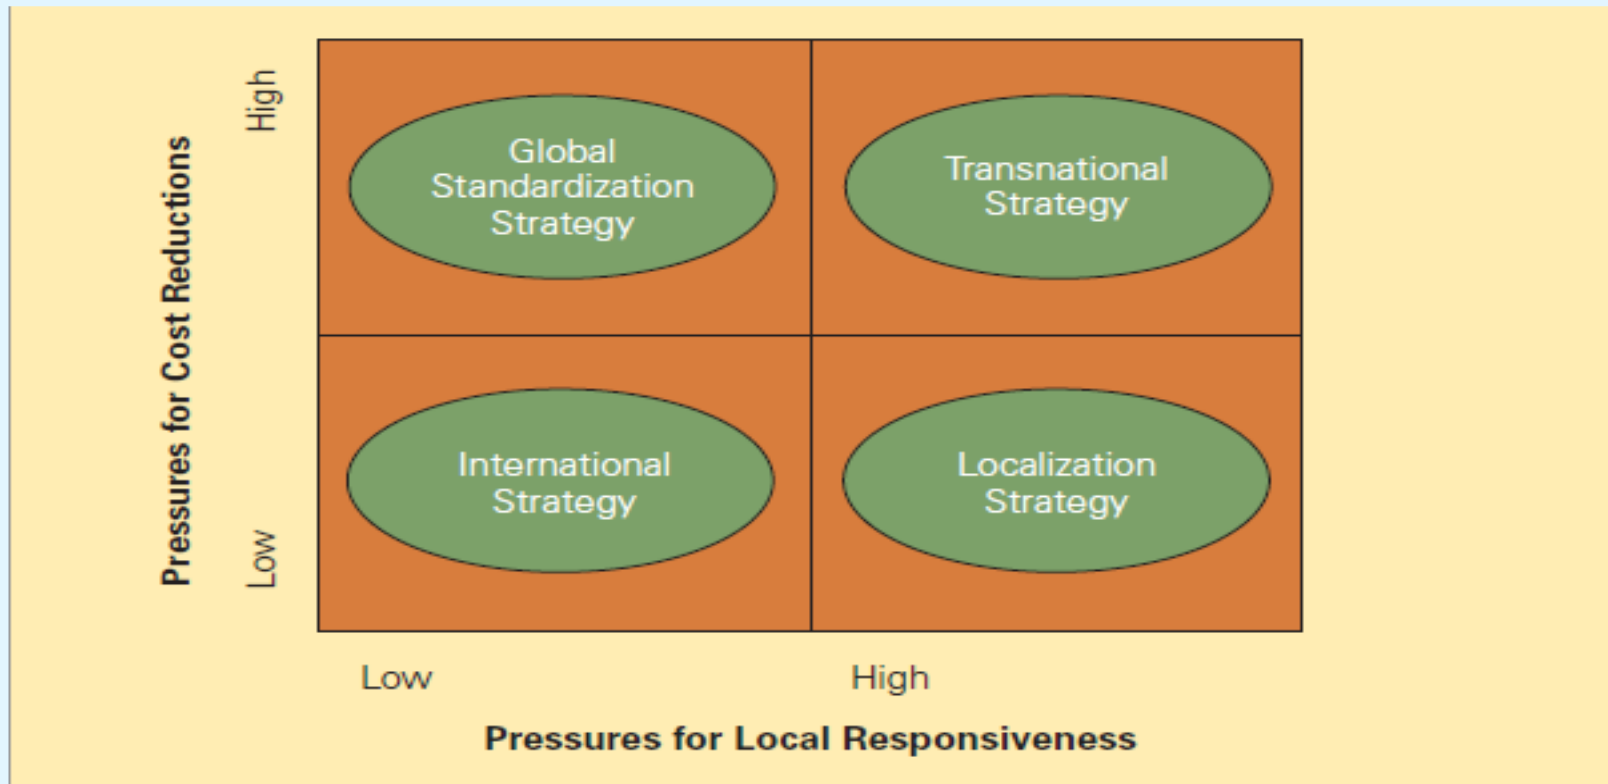 Pressures for Cost Reductions
High
Low
Global
Standardization
Strategy
Transnational
Strategy
International
Strategy
Localization
Strategy
Low
High
Pressures for Local Responsiveness